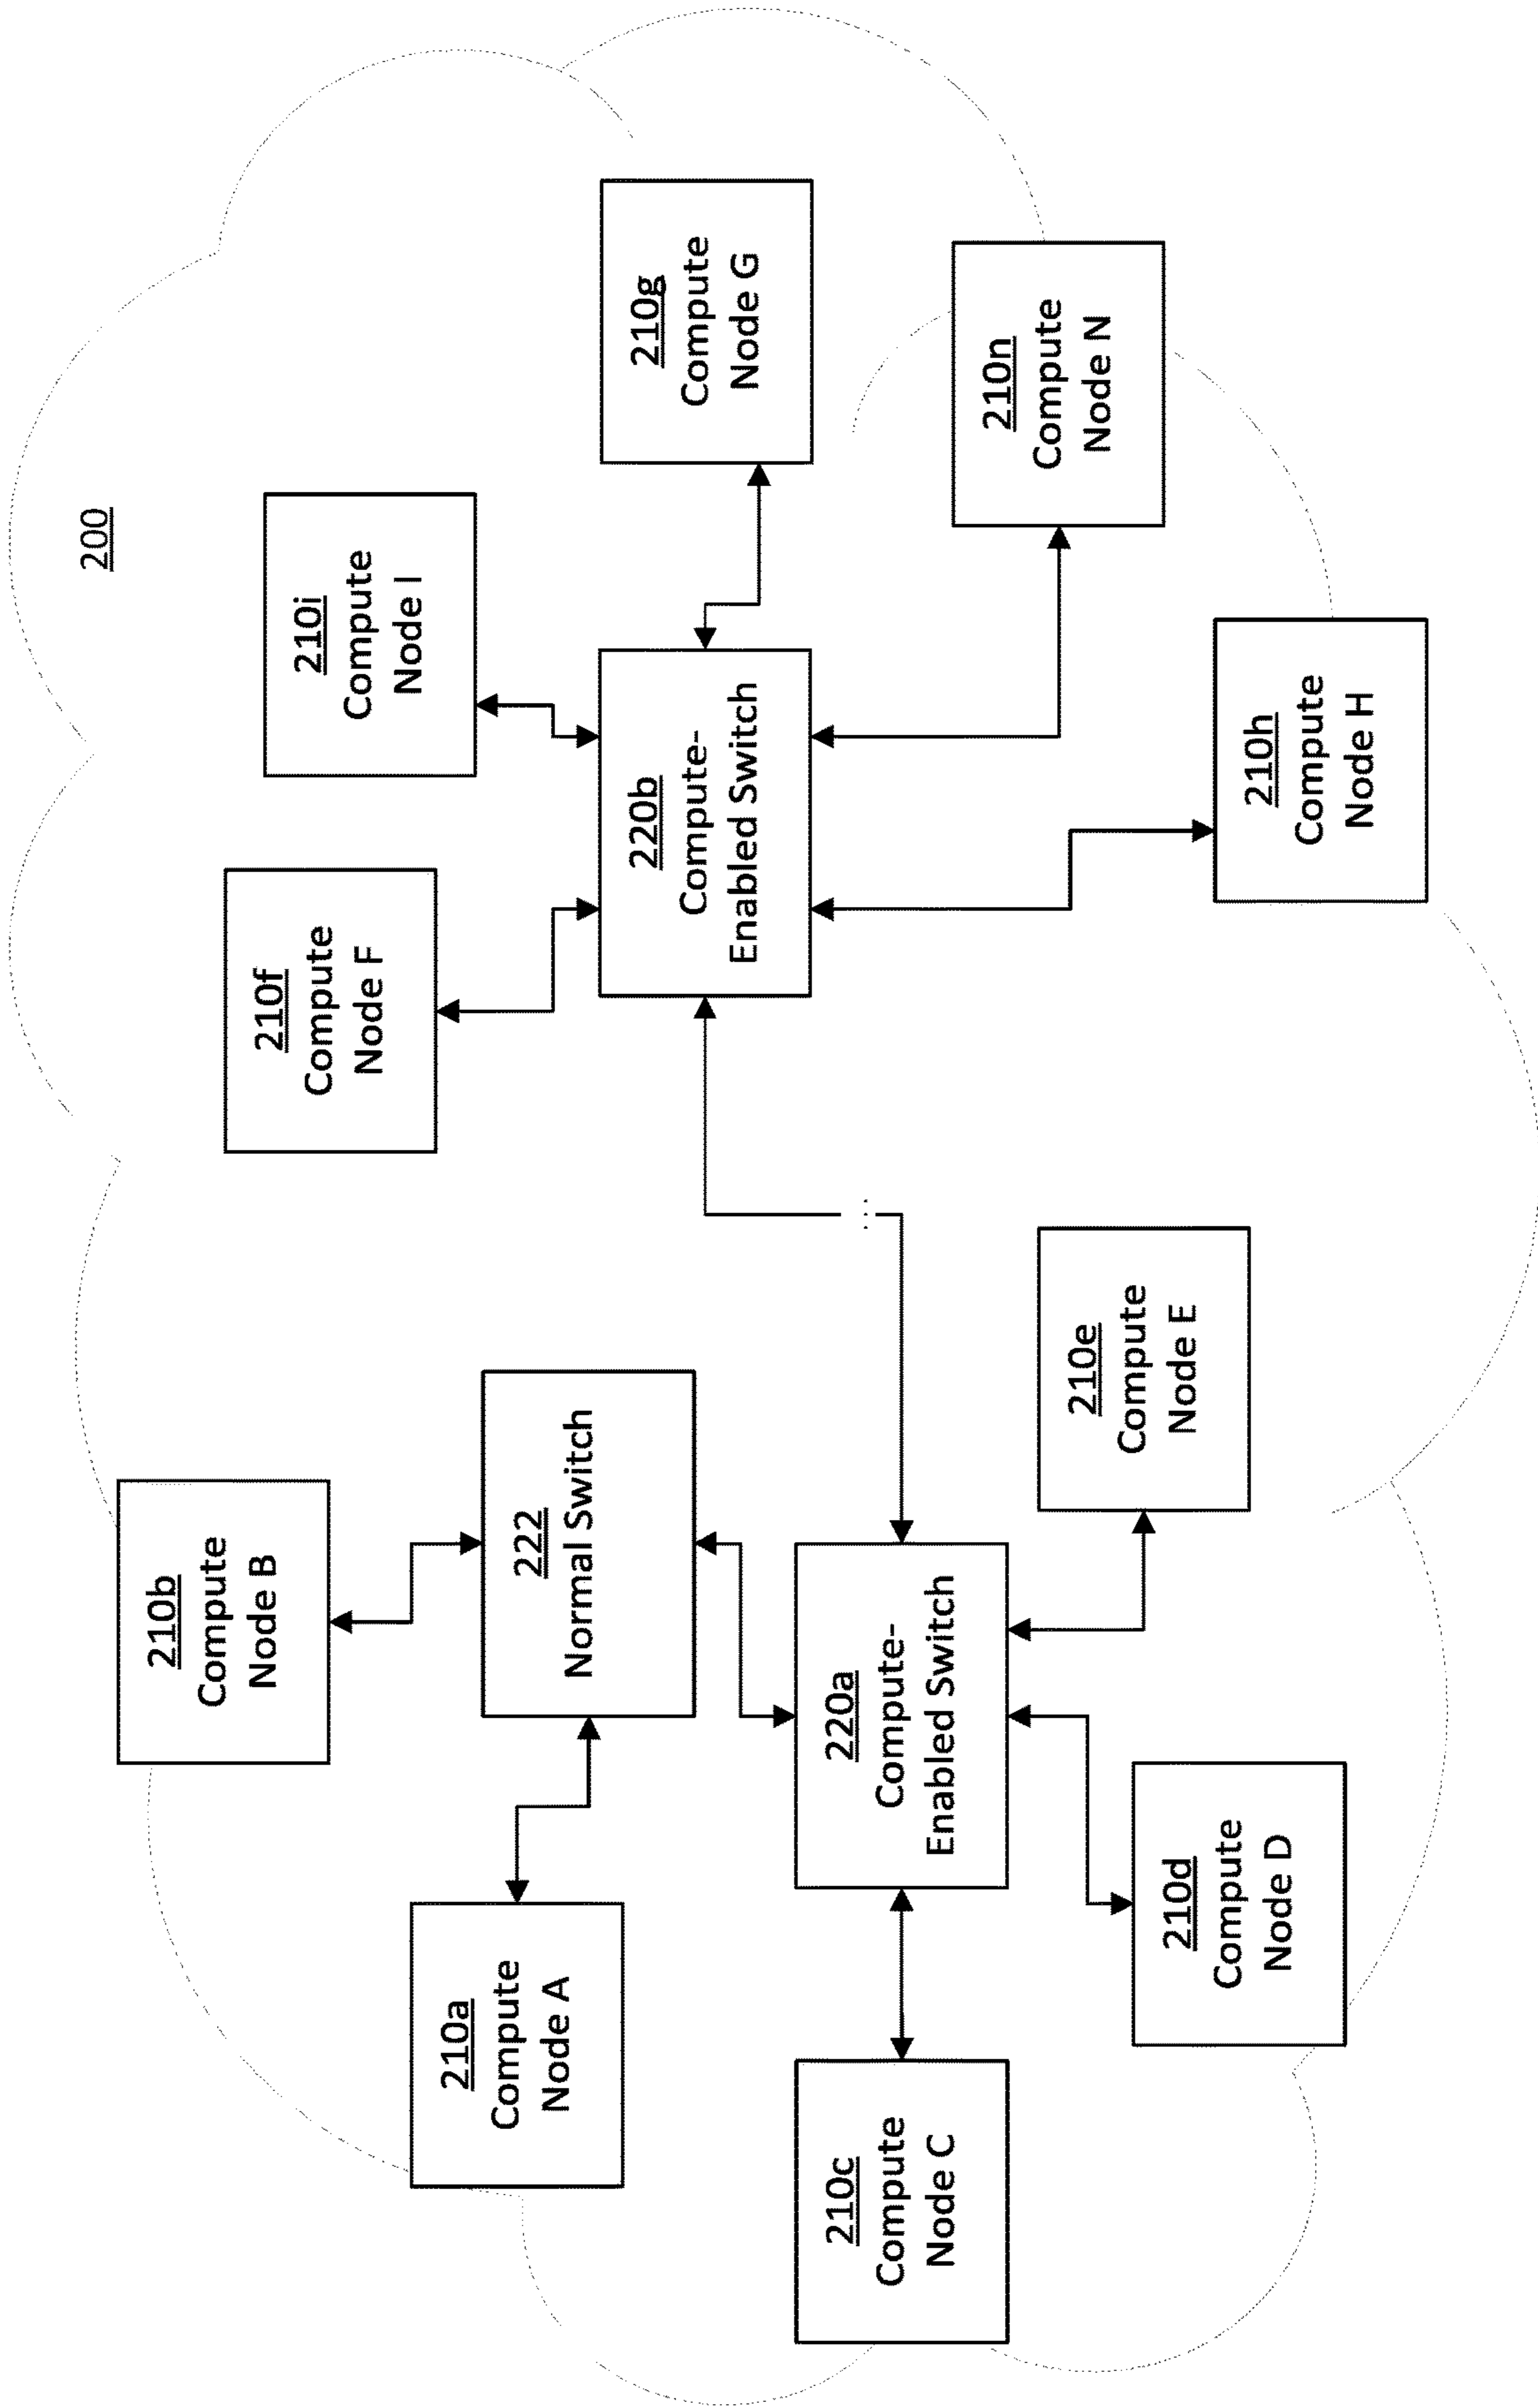 200
210b
Compute
Node B
210f
Compute
Node F
210i
Compute
Node I
210a
Compute
Node A
222
Normal Switch
220b
Compute-
Enabled Switch
210g
Compute
Node G
210c
Compute
Node C
220a
Compute-
Enabled Switch
210e
Compute
Node E
210n
Compute
Node N
210d
Compute
Node D
210h
Compute
Node H